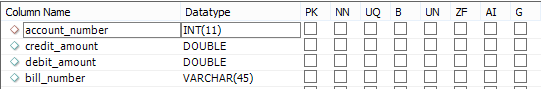 Column Name Datatype PK NN UQ B UN ZF AI G
account_number INT(11)
credit_amount DOUBLE
debit_amount DOUBLE
bill_number VARCHAR(45)